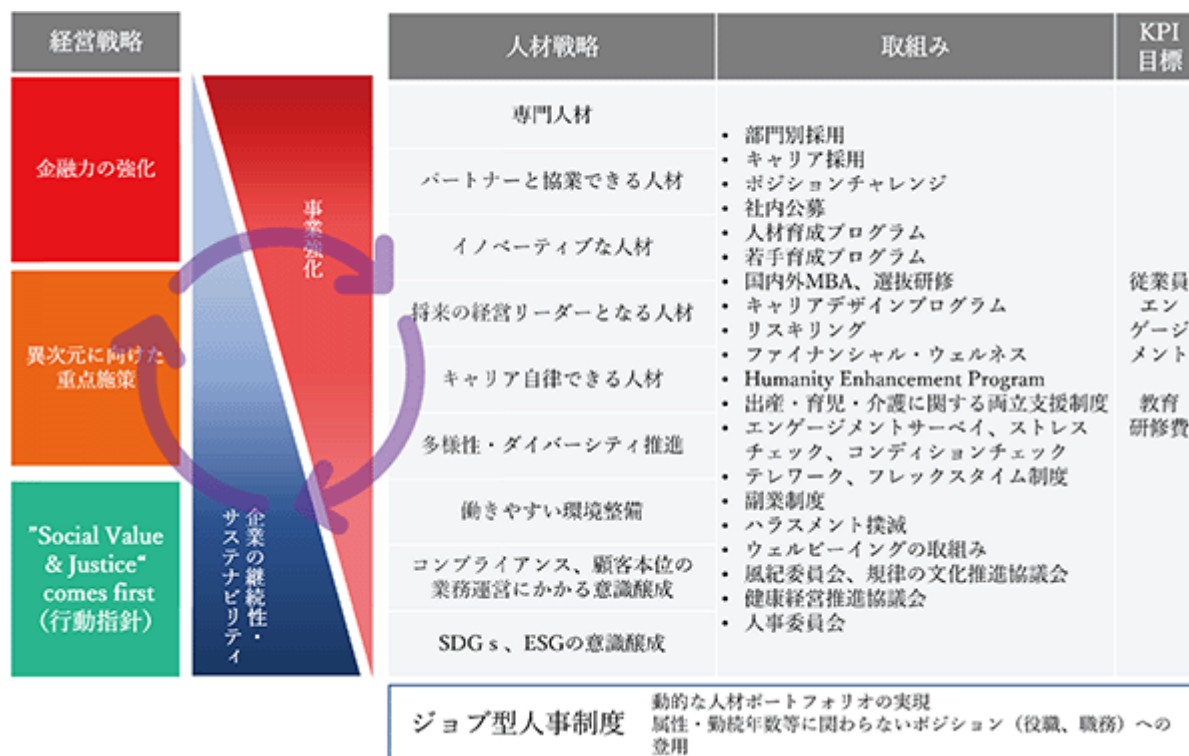 経営戦略
金融力の強化
異次元に向けた
重点施策
"Social Value
& Justice"
comes first
(行動指針)
事業強化
企業の継続性・
サステナビリティ
人材戦略
専門人材
パートナーと協業できる人材
イノベーティブな人材
将来の経営リーダーとなる人材
キャリア自律できる人材
多様性・ダイバーシティ推進
働きやすい環境整備
コンプライアンス、顧客本位の
業務運営にかかる意識醸成
SDGs、ESGの意識醸成
取組み
• 部門別採用
• キャリア採用
• ポジションチャレンジ
• 社内公募
• 人材育成プログラム
• 若手育成プログラム
• 国内外MBA、選抜研修
• キャリアデザインプログラム
• リスキリング
• ファイナンシャル・ウェルネス
• Humanity Enhancement Program
• 出産・育児・介護に関する両立支援制度
• エンゲージメントサーベイ、ストレス
チェック、コンディションチェック
• テレワーク、フレックスタイム制度
• 副業制度
• ハラスメント撲滅
• ウェルビーイングの取組み
• 風紀委員会、規律の文化推進協議会
• 健康経営推進協議会
• 人事委員会
KPI
目標
従業員
エン
ゲージ
メント
教育
研修費
ジョブ型人事制度
動的な人材ポートフォリオの実現
属性・勤続年数等に関わらないポジション（役職、職務）への
登用